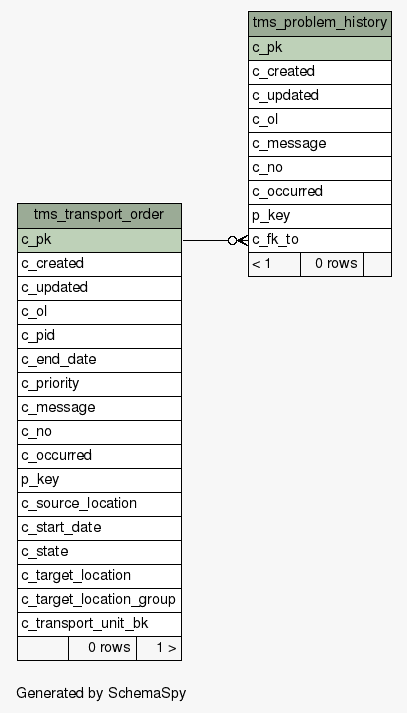 tms_problem_history
c_pk
c_created
c_updated
c_ol
c_message
c_no
c_occurred
p_key
c_fk_to
< 1 0 rows
tms_transport_order
c_pk
c_created
c_updated
c_ol
c_pid
c_end_date
c_priority
c_message
c_no
c_occurred
p_key
c_source_location
c_start_date
c_state
c_target_location
c_target_location_group
c_transport_unit_bk
0 rows 1 >
Generated by SchemaSpy